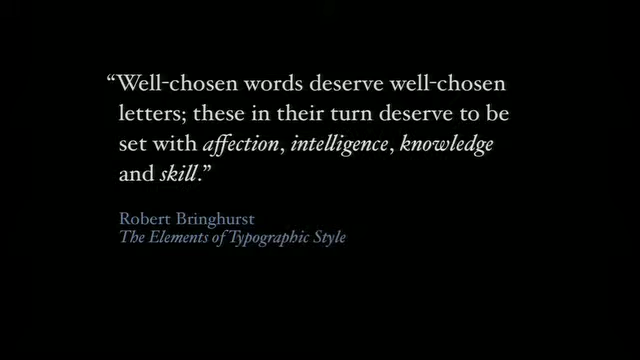 “Well-chosen words deserve well-chosen
letters; these in their turn deserve to be
set with affection, intelligence, knowledge
and skill.”
Robert Bringhurst
The Elements of Typographic Style